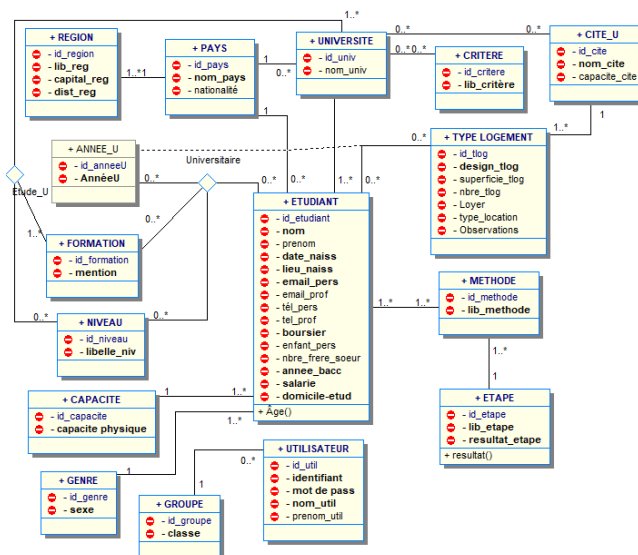 + REGION
- id_region
- lib_reg
- capital_reg
- dist_reg
1..*
1
+ PAYS
- id_pays
- nom_pays
- nationalité
1
0..*
1
1..*
+ UNIVERSITE
- id_univ
- nom_univ
0..*
0..*
0..*
0..*
+ CRITERE
- id_critere
- lib_critère
+ CITE_U
- id_cite
- nom_cite
- capacite_cite
1
1..*
+ ANNEE_U
- id_anneeU
- AnnéeU
0..*
Universitaire
Etude_U
1
0..*
+ TYPE LOGEMENT
- id_tlog
- design_tlog
- superficie_tlog
- nbre_tlog
- Loyer
- type_location
- Observations
0..*
0..*
1..*
0..*
+ ETUDIANT
- id_etudiant
- nom
- prenom
- date_naiss
- lieu_naiss
- email_pers
- email_prof
- tél_pers
- tel_prof
- boursier
- enfant_pers
- nbre_frere_soeur
- annee_bacc
- salarie
- domicile-etud
+ Âge()
0..*
1..*
+ FORMATION
- id_formation
- mention
0..*
0..*
+ NIVEAU
- id_niveau
- libelle_niv
1..*
1..*
+ METHODE
- id_methode
- lib_methode
1..*
1
+ ETAPE
- id_etape
- lib_etape
- resultat_etape
+ resultat()
+ CAPACITE
- id_capacite
- capacite physique
1
1..*
1..*
+ GENRE
- id_genre
- sexe
1
+ UTILISATEUR
- id_util
- identifiant
- mot de pass
- nom_util
- prenom_util
0..*
1
+ GROUPE
- id_groupe
- classe